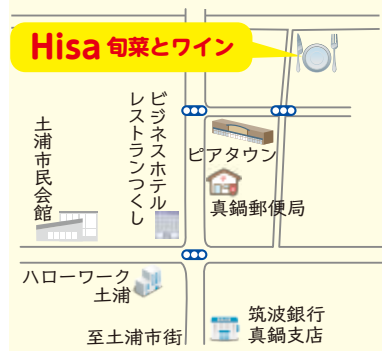 Hisa 旬菜とワイン
ビジネスホテル
レストランつくし
土浦市民会館
ピアタウン
真鍋郵便局
ハローワーク
土浦
至土浦市街
筑波銀行
真鍋支店